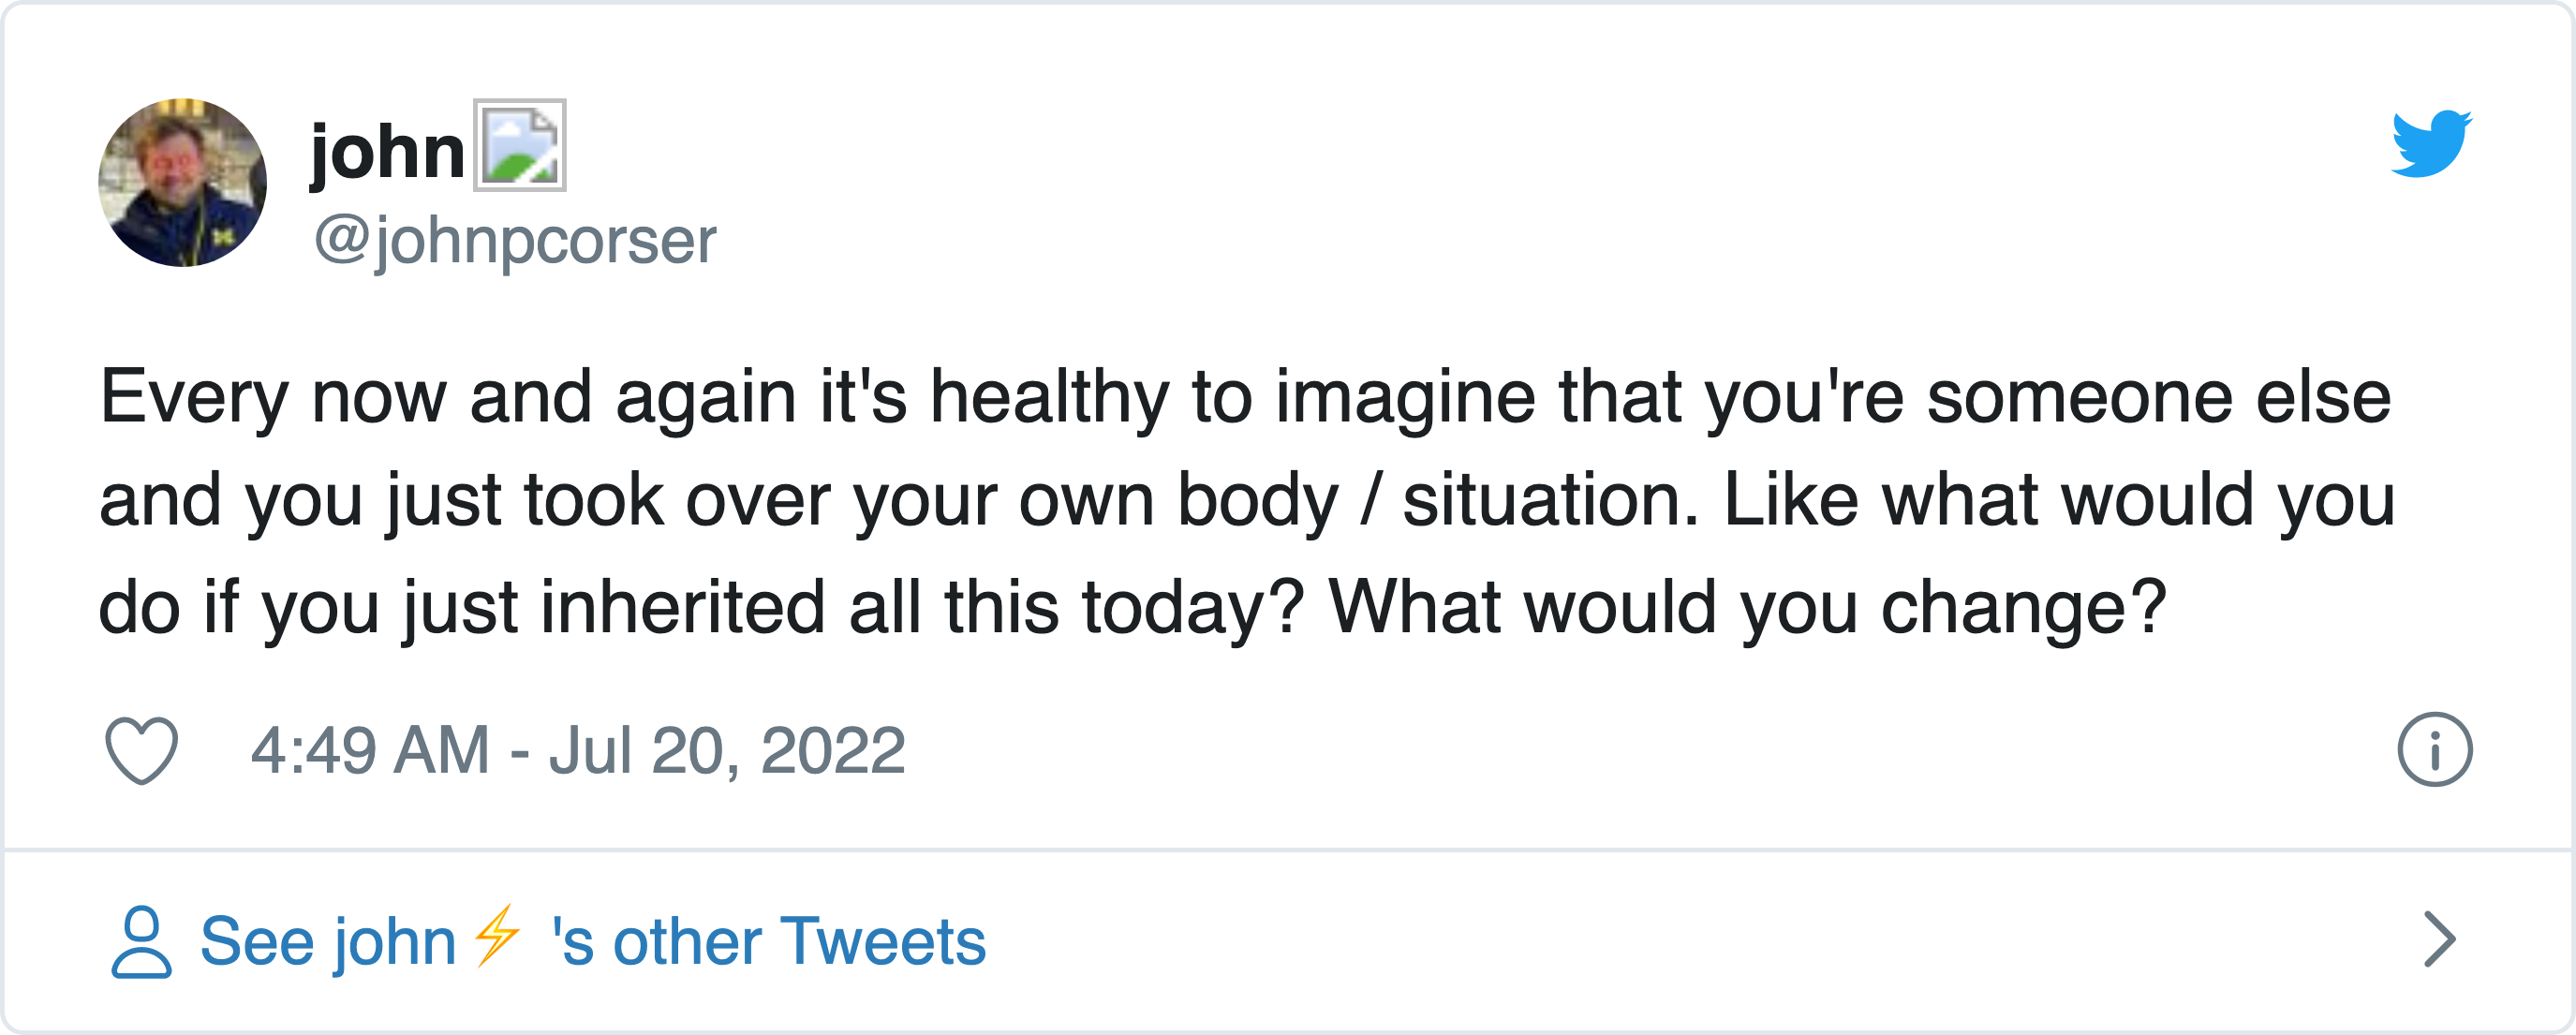 john
@johnpcorser
Every now and again it's healthy to imagine that you're someone else
and you just took over your own body / situation. Like what would you
do if you just inherited all this today? What would you change?
4:49 AM - Jul 20, 2022
See john⚡ 's other Tweets